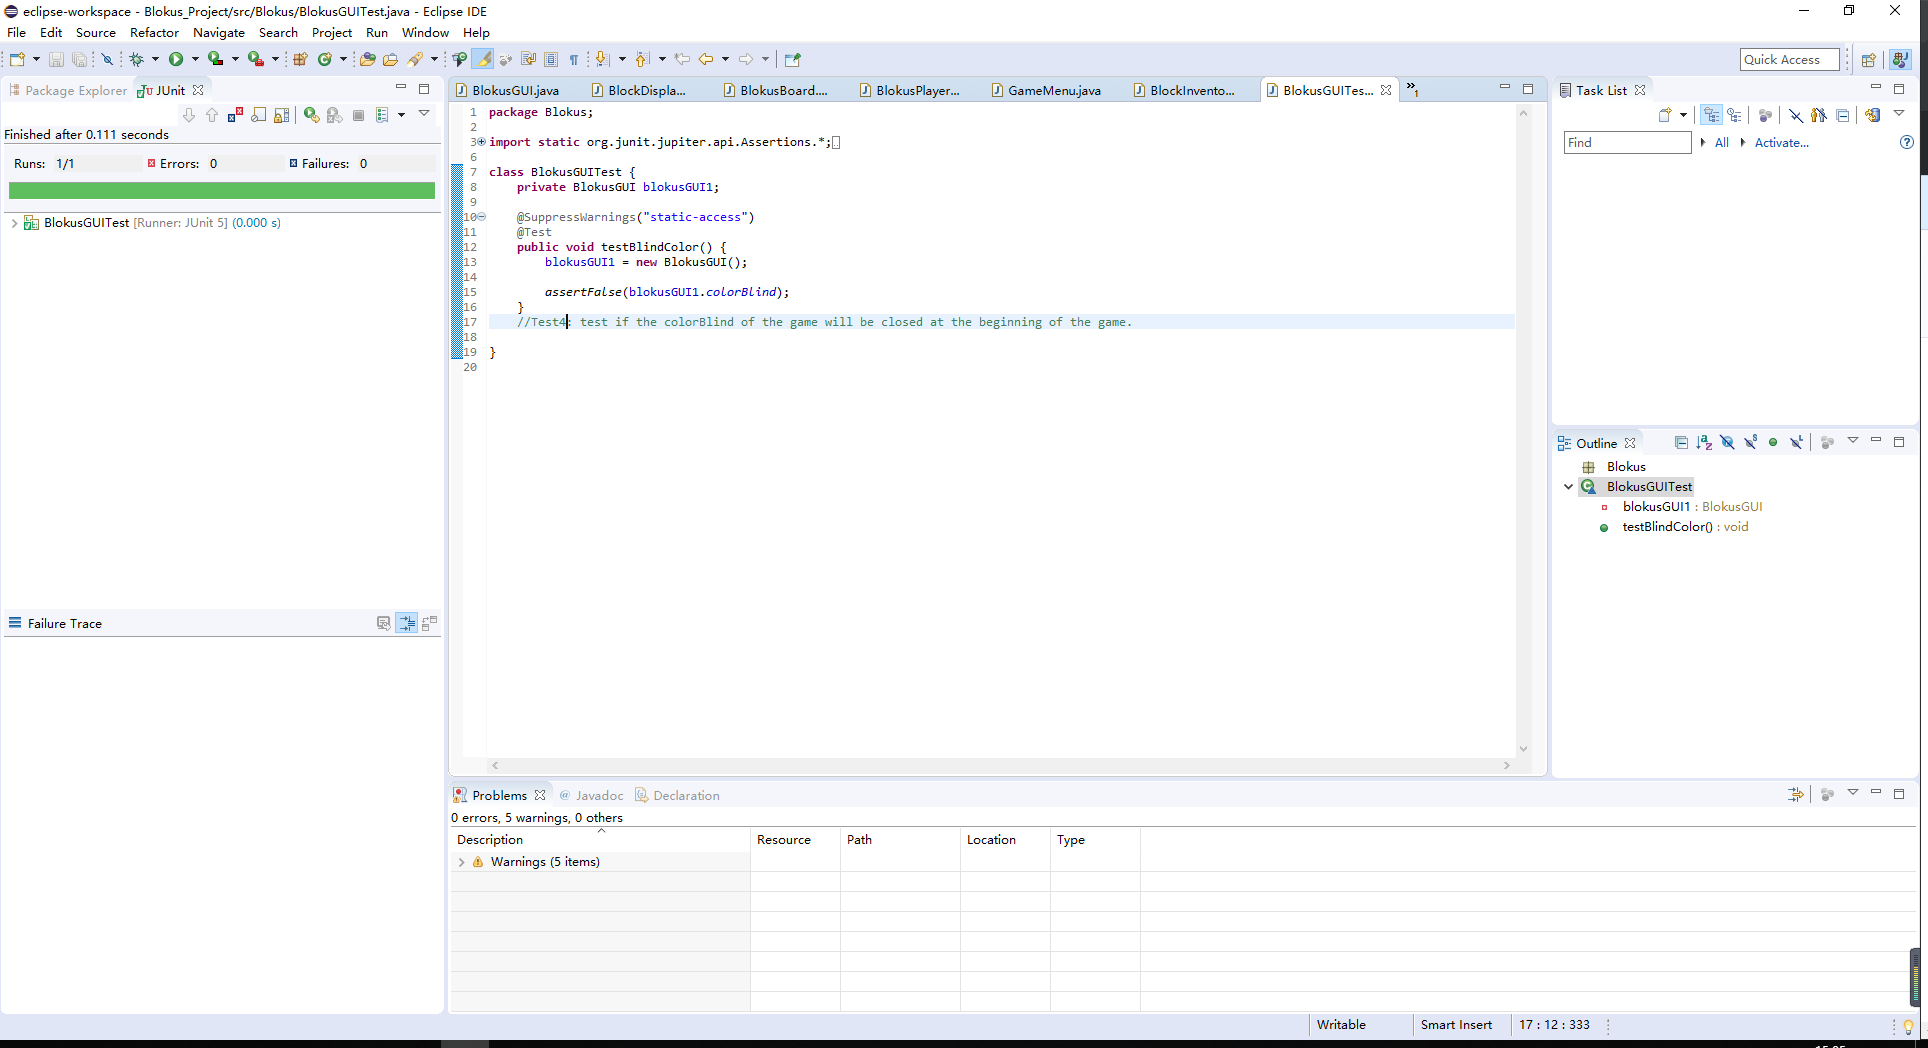 eclipse-workspace - Blokus_Project/src/Blokus/BlokusGUITest.java - Eclipse IDE
File Edit Source Refactor Navigate Search Project Run Window Help
Quick Access
Package Explorer JUnit
Finished after 0.111 seconds
Runs: 1/1 Errors: 0 Failures: 0
BlokusGUITest [Runner: JUnit 5] (0.000 s)
Failure Trace
BlokusGUI.java BlockDispla... BlokusBoard.... BlokusPlayer... GameMenu.java BlockInvento... BlokusGUITes... »1
1 package Blokus;
2
3 import static org.junit.jupiter.api.Assertions.*;
6
7 class BlokusGUITest {
8 private BlokusGUI blokusGUI1;
9
10 @SuppressWarnings("static-access")
11 @Test
12 public void testBlindColor() {
13 blokusGUI1 = new BlokusGUI();
14
15 assertFalse(blokusGUI1.colorBlind);
16 }
17 //Test4: test if the colorBlind of the game will be closed at the beginning of the game.
18
19 }
20
Task List
Find All Activate...
Outline
Blokus
BlokusGUITest
blokusGUI1 : BlokusGUI
testBlindColor() : void
Problems @ Javadoc Declaration
0 errors, 5 warnings, 0 others
Description Resource Path Location Type
Warnings (5 items)
Writable Smart Insert 17 : 12 : 333